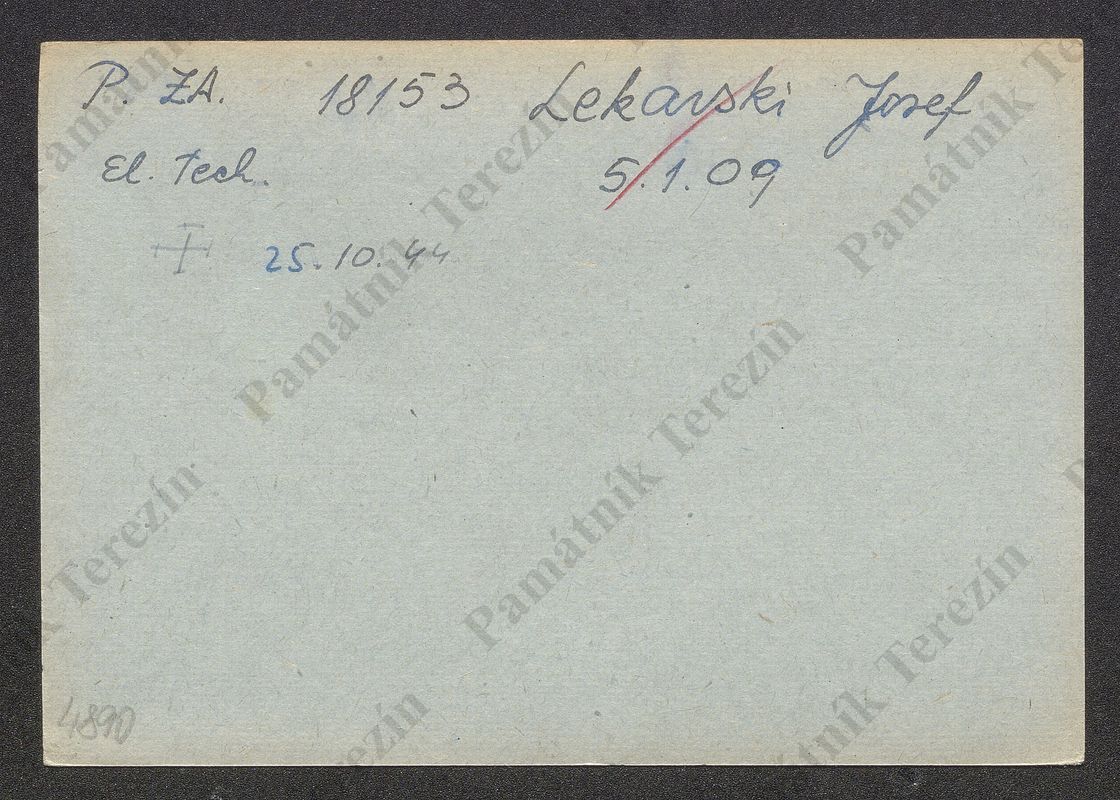 P. ZA. 18153 Lekarski Josef
El. Tech. 5.1.09
25.10.44
4890
Památník Terezín